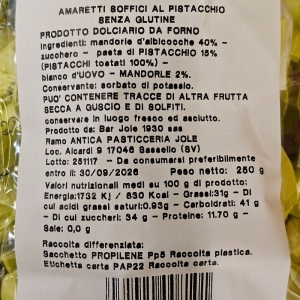 AMARETTI SOFFICI AL PISTACCHIO
SENZA GLUTINE
PRODOTTO DOLCIARIO DA FORNO
Ingredienti: mandorle d'albicocche 40% -
zucchero - pasta di PISTACCHIO 15%
(PISTACCHI tostati 100%) -
bianco d'UOVO - MANDORLE 2%.
Conservante: sorbato di potassio.
PUO' CONTENERE TRACCE DI ALTRA FRUTTA
SECCA A GUSCIO E DI SOLFITI.
conservare in luogo fresco ed asciutto.
Prodotto da: Bar Jole 1930 sas
Ramo ANTICA PASTICCERIA JOLE
Loc. Alcardi 9 17046 Sassello (SV)
Lotto: 251117 - Da consumarsi preferibilmente
entro il: 30/09/2026 Peso netto: 250 g
Valori nutrizionali medi su 100 g di prodotto:
Energia:1732 Kj / 630 Kcal - Grassi:31g - Di
cui acidi grassi saturi:0.93g - Carboidrati: 41 g
- Di cui zuccheri: 34 g - Proteine: 11.70 g -
Sale: 0,0 g
Raccolta differenziata:
Sacchetto PROPILENE Pp5 Raccolta plastica.
Etichetta carta PAP22 Raccolta carta.